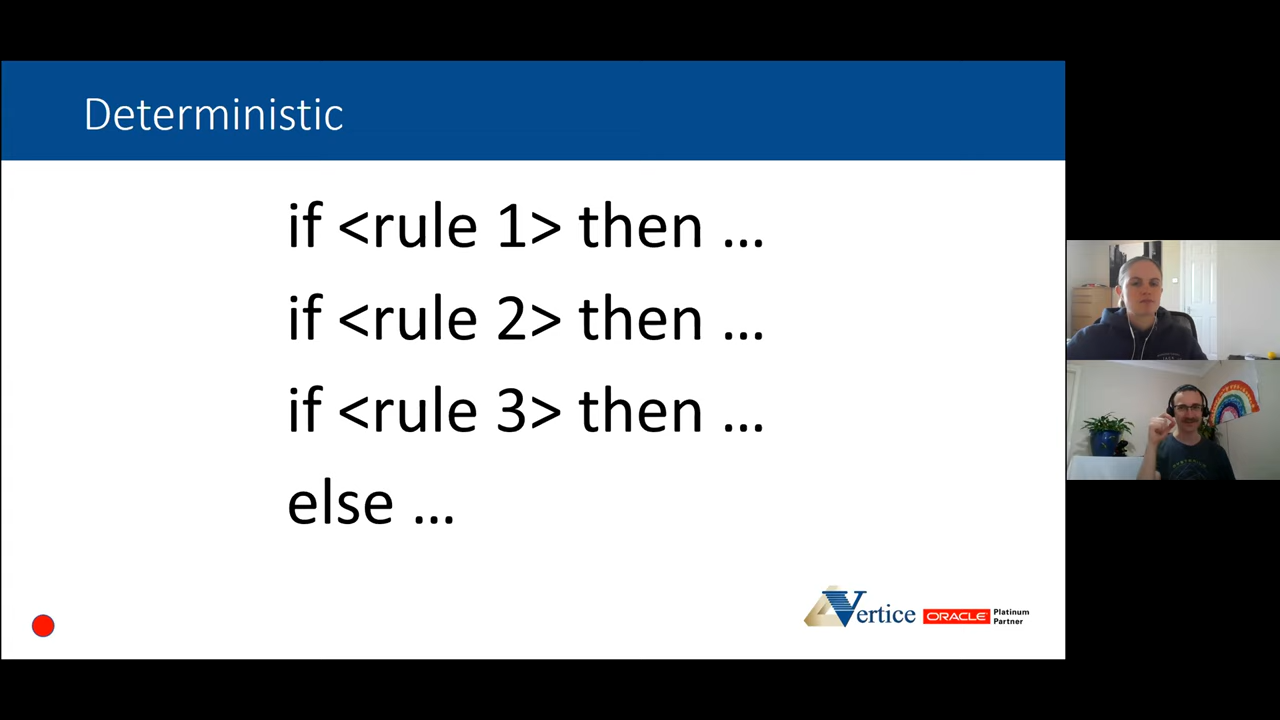 Deterministic
if <rule 1> then ...
if <rule 2> then ...
if <rule 3> then ...
else ...
Vertice ORACLE Platinum
Partner